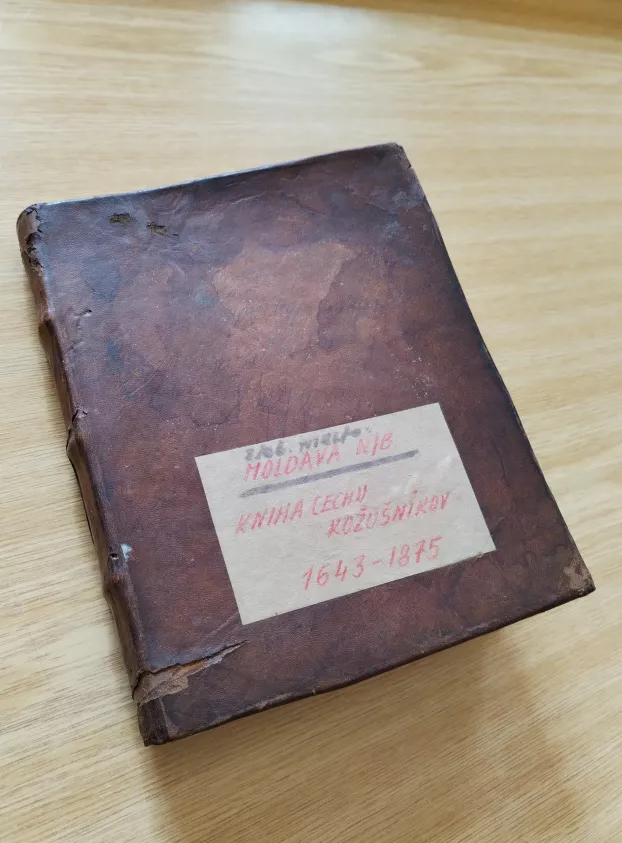 MOLDAVA N/B
KNIHA CECHU
KOŽUŠNÍKOV
1643-1875